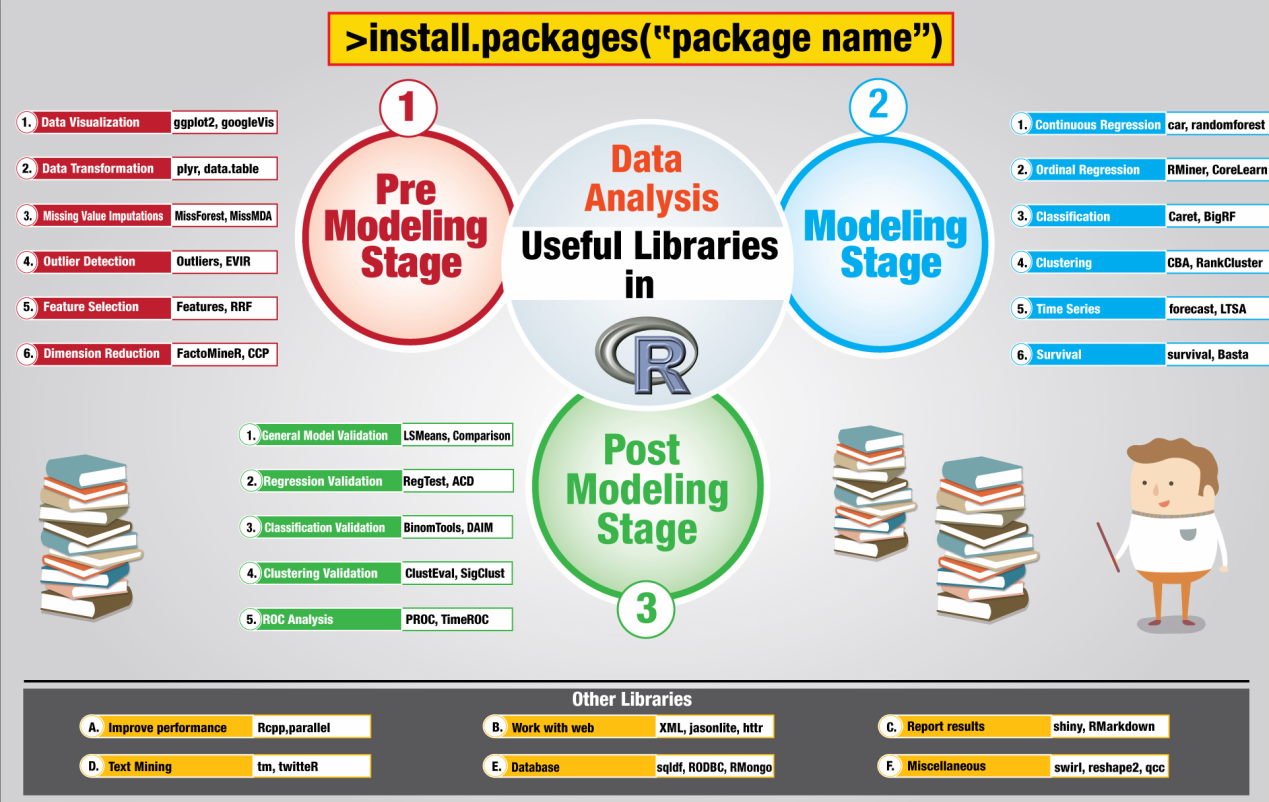 >install.packages(“package name”)
1
Pre
Modeling
Stage
1. Data Visualization ggplot2, googleVis
2. Data Transformation plyr, data.table
3. Missing Value Imputations MissForest, MissMDA
4. Outlier Detection Outliers, EVIR
5. Feature Selection Features, RRF
6. Dimension Reduction FactoMineR, CCP
Data
Analysis
Useful Libraries
in
R
2
Modeling
Stage
1. Continuous Regression car, randomforest
2. Ordinal Regression RMiner, CoreLearn
3. Classification Caret, BigRF
4. Clustering CBA, RankCluster
5. Time Series forecast, LTSA
6. Survival survival, Basta
Post
Modeling
Stage
3
1. General Model Validation LSMeans, Comparison
2. Regression Validation RegTest, ACD
3. Classification Validation BinomTools, DAIM
4. Clustering Validation ClustEval, SigClust
5. ROC Analysis PROC, TimeROC
Other Libraries
A. Improve performance Rcpp,parallel
B. Work with web XML, jasonlite, httr
C. Report results shiny, RMarkdown
D. Text Mining tm, twitteR
E. Database sqldf, RODBC, RMongo
F. Miscellaneous swirl, reshape2, qcc